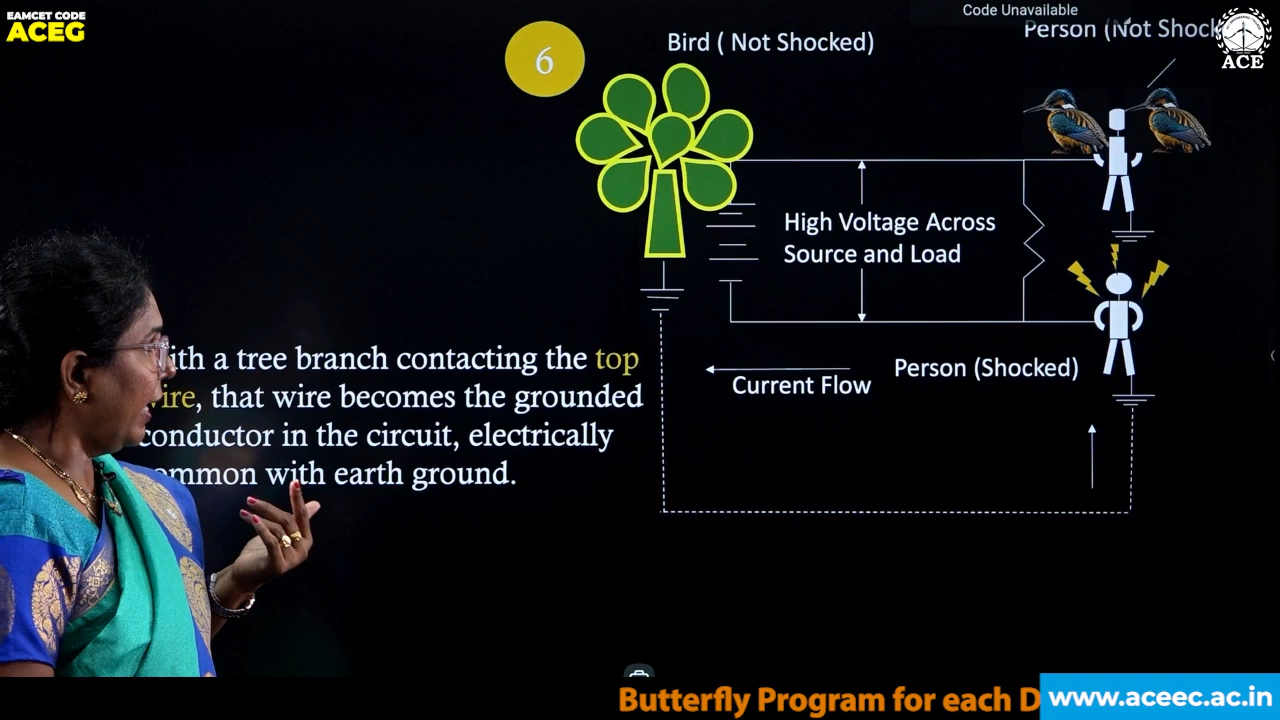 EAMCET CODE
ACEG
Code Unavailable
Person (Not Shock
ACE
6
Bird ( Not Shocked)
High Voltage Across
Source and Load
ith a tree branch contacting the top
ire, that wire becomes the grounded
conductor in the circuit, electrically
ommon with earth ground.
Person (Shocked)
Current Flow
Butterfly Program for each D
www.aceec.ac.in